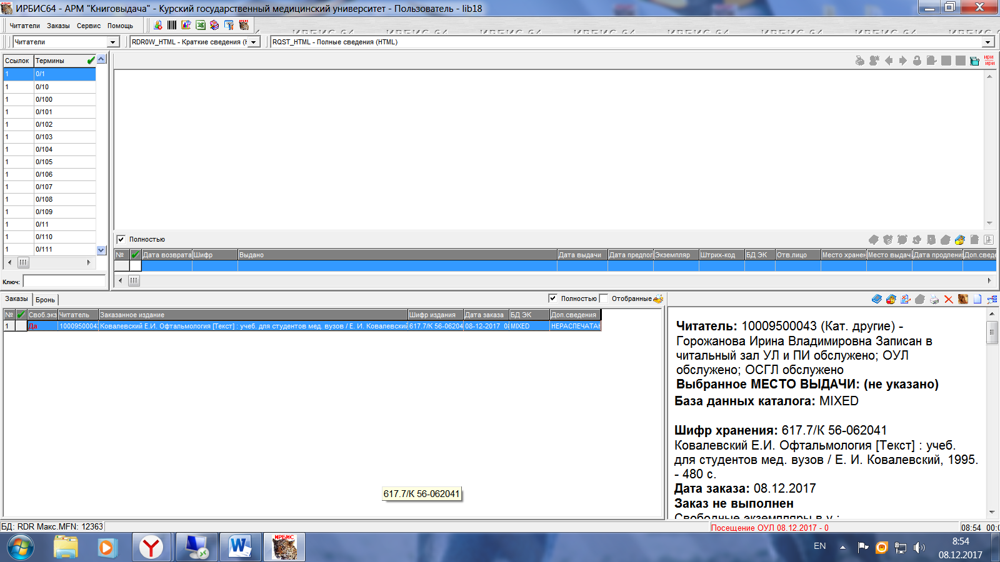 ИРБИС64 - АРМ "Книговыдача" - Курский государственный медицинский университет - Пользователь - lib18
Читатели Заказы Сервис Помощь
Читатели RDR0W_HTML - Краткие сведения (H RQST_HTML - Полные сведения (HTML)
Ссылок Термины
1 0/1
1 0/10
1 0/100
1 0/101
1 0/102
1 0/103
1 0/104
1 0/105
1 0/106
1 0/107
1 0/108
1 0/109
1 0/11
1 0/110
1 0/111
Ключ:
Полностью
№ Дата возврата Шифр Выдано Дата выдачи Дата предпол Экземпляр Штрих-код БД ЭК Отв.лицо Место хранен Место выдач Дата продлени Доп.сведе
Заказы Бронь Полностью Отобранные
№ Своб.экз Читатель Заказанное издание Шифр издания Дата заказа БД ЭК Доп.сведения
1 Да 10009500043 Ковалевский Е.И. Офтальмология [Текст] : учеб. для студентов мед. вузов / Е. И. Ковалевский 617.7/К 56-06204 08-12-2017 MIXED НЕРАСПЕЧАТАН
617.7/К 56-062041
Читатель: 10009500043 (Кат. другие) -
Горожанова Ирина Владимировна Записан в
читальный зал УЛ и ПИ обслужено; ОУЛ
обслужено; ОСГЛ обслужено
Выбранное МЕСТО ВЫДАЧИ: (не указано)
База данных каталога: MIXED
Шифр хранения: 617.7/К 56-062041
Ковалевский Е.И. Офтальмология [Текст] : учеб.
для студентов мед. вузов / Е. И. Ковалевский, 1995.
- 480 с.
Дата заказа: 08.12.2017
Заказ не выполнен
Свободные экземпляры в у :
БД: RDR Макс.MFN: 12363
Посещение ОУЛ 08.12.2017 - 0
08:54 00:0
ИРБИС
EN
8:54
08.12.2017